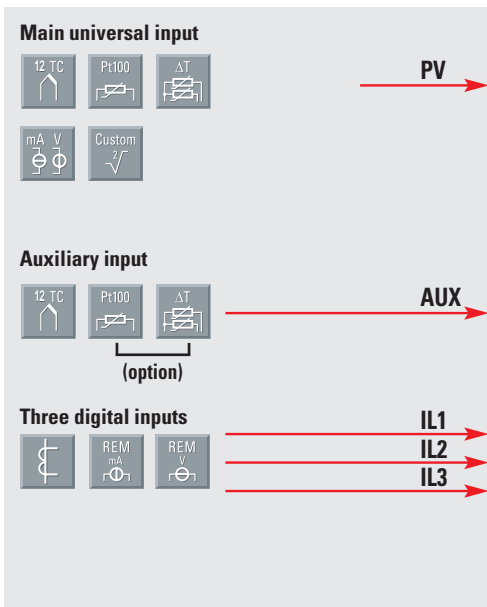 Main universal input
12 TC Pt100 ΔT
PV
mA V Custom
2
Auxiliary input
12 TC Pt100 ΔT
AUX
(option)
Three digital inputs
IL1
REM REM
mA V
IL2
IL3